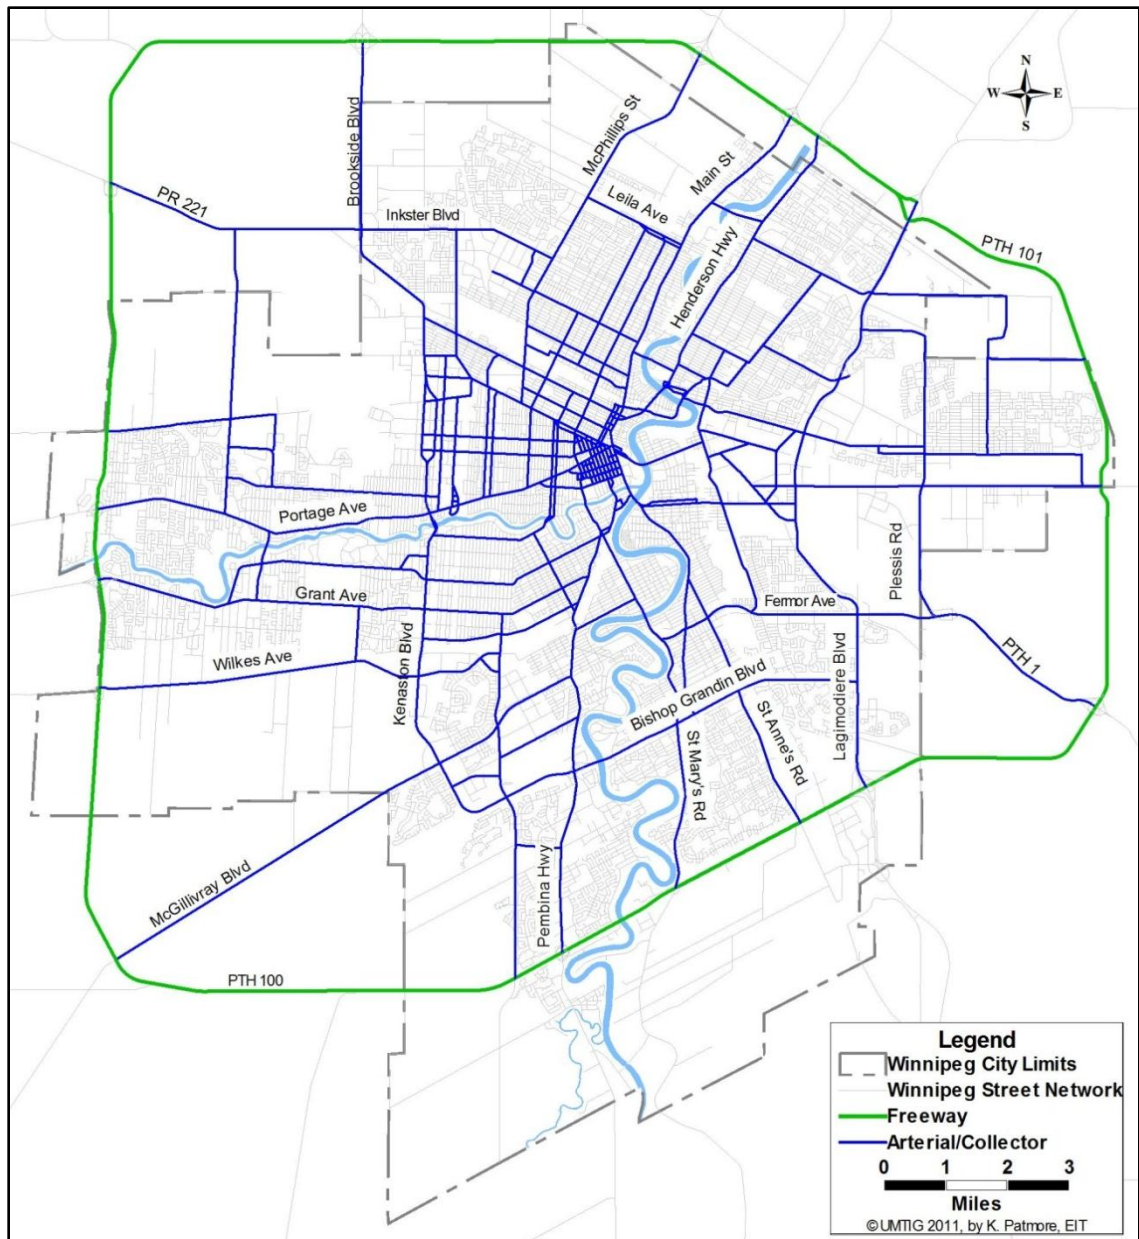 N
W E
S
McPhillips St
Brookside Blvd
Main St
Leila Ave
PR 221
Inkster Blvd
Henderson Hwy
PTH 101
Portage Ave
Plessis Rd
Grant Ave
Fermor Ave
Wilkes Ave
Kenaston Blvd
Lagimodiere Blvd
PTH 1
Bishop Grandin Blvd
St Anne's Rd
St Mary's Rd
McGillivray Blvd
Pembina Hwy
PTH 100
Legend
Winnipeg City Limits
Winnipeg Street Network
Freeway
Arterial/Collector
0 1 2 3
Miles
©UMTIG 2011, by K. Patmore, EIT